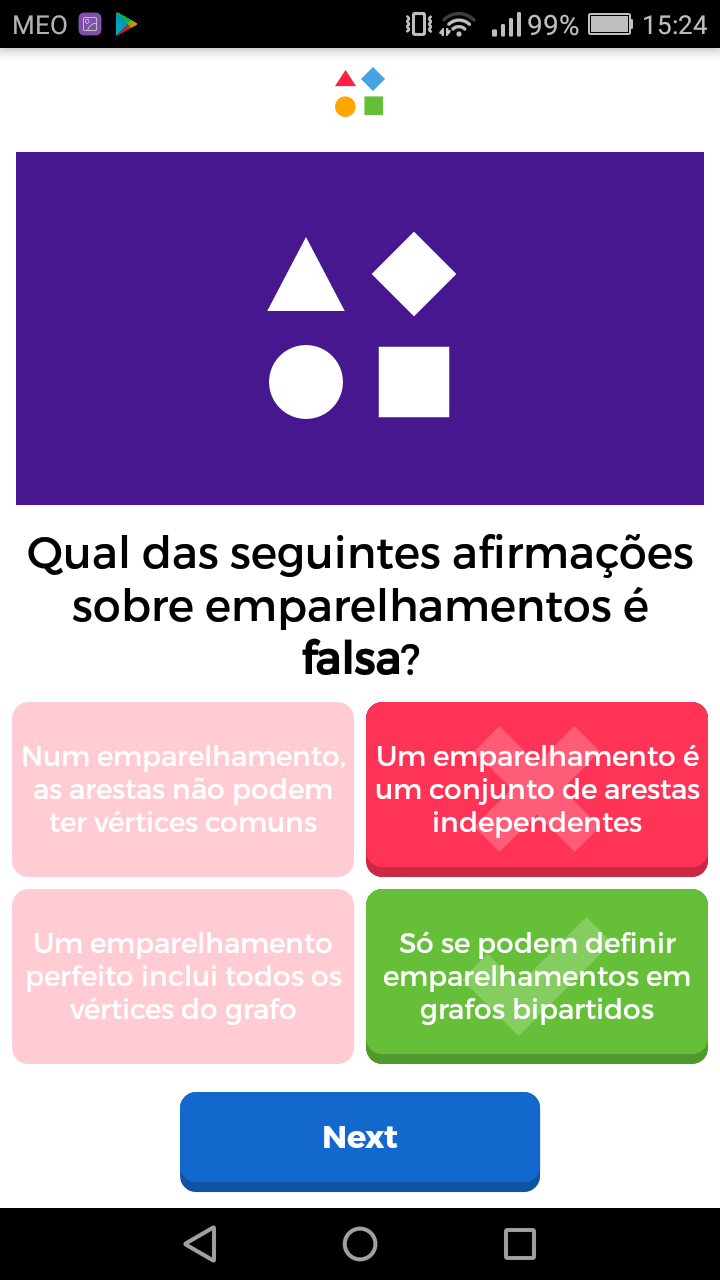 MEO 99% 15:24
Qual das seguintes afirmações
sobre emparelhamentos é
falsa?
Num emparelhamento,
as arestas não podem
ter vértices comuns
Um emparelhamento é
um conjunto de arestas
independentes
Um emparelhamento
perfeito inclui todos os
vértices do grafo
Só se podem definir
emparelhamentos em
grafos bipartidos
Next